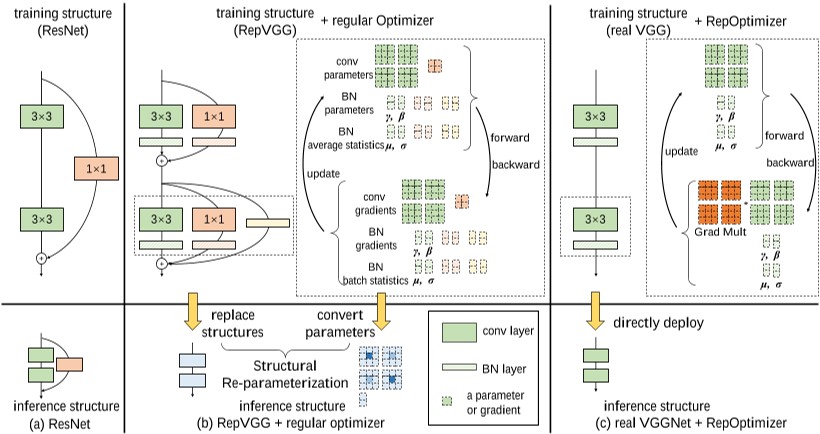 training structure
(ResNet)
3×3
1×1
3×3
+
inference structure
(a) ResNet
training structure
(RepVGG)
+ regular Optimizer
3×3
1×1
+
3×3
1×1
+
conv
parameters
BN
parameters
γ, β
BN
average statistics
μ, σ
forward
backward
update
conv
gradients
BN
gradients
γ, β
BN
batch statistics
μ, σ
replace
structures
convert
parameters
Structural
Re-parameterization
inference structure
(b) RepVGG + regular optimizer
conv layer
BN layer
a parameter
or gradient
training structure
(real VGG)
+ RepOptimizer
3×3
3×3
γ, β
μ, σ
forward
backward
update
Grad Mult
γ, β
μ, σ
directly deploy
inference structure
(c) real VGGNet + RepOptimizer